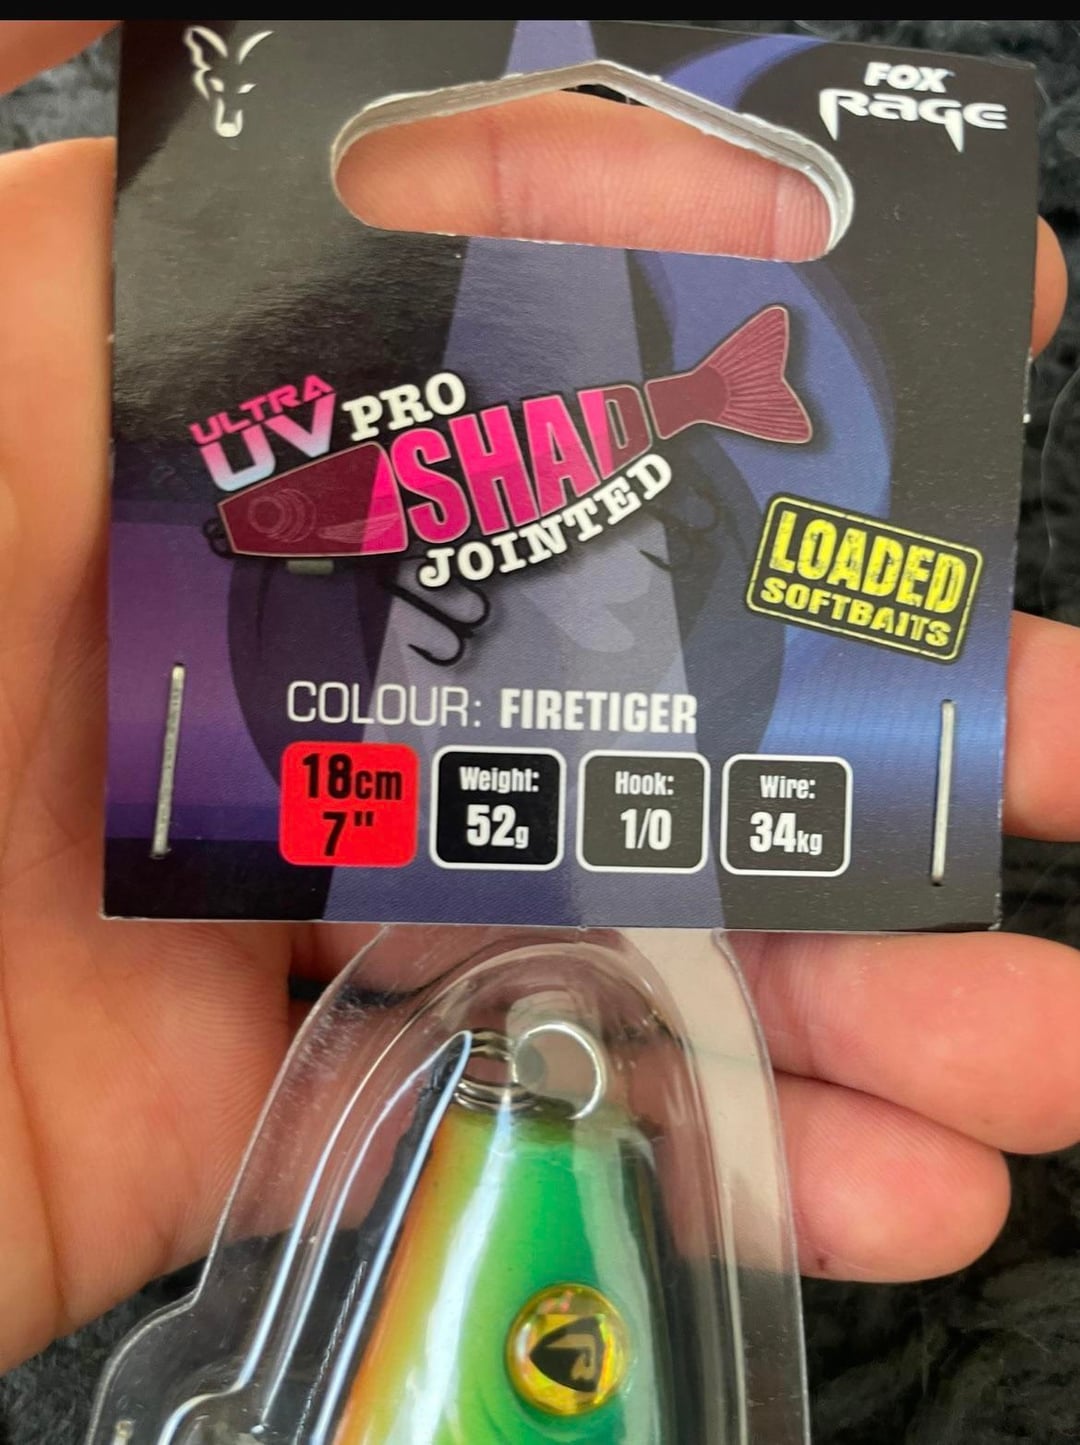 FOX
RAGE
ULTRA
UV PRO
SHAD
JOINTED
LOADED
SOFTBAITS
COLOUR: FIRETIGER
18cm
7"
Weight:
52g
Hook:
1/0
Wire:
34kg